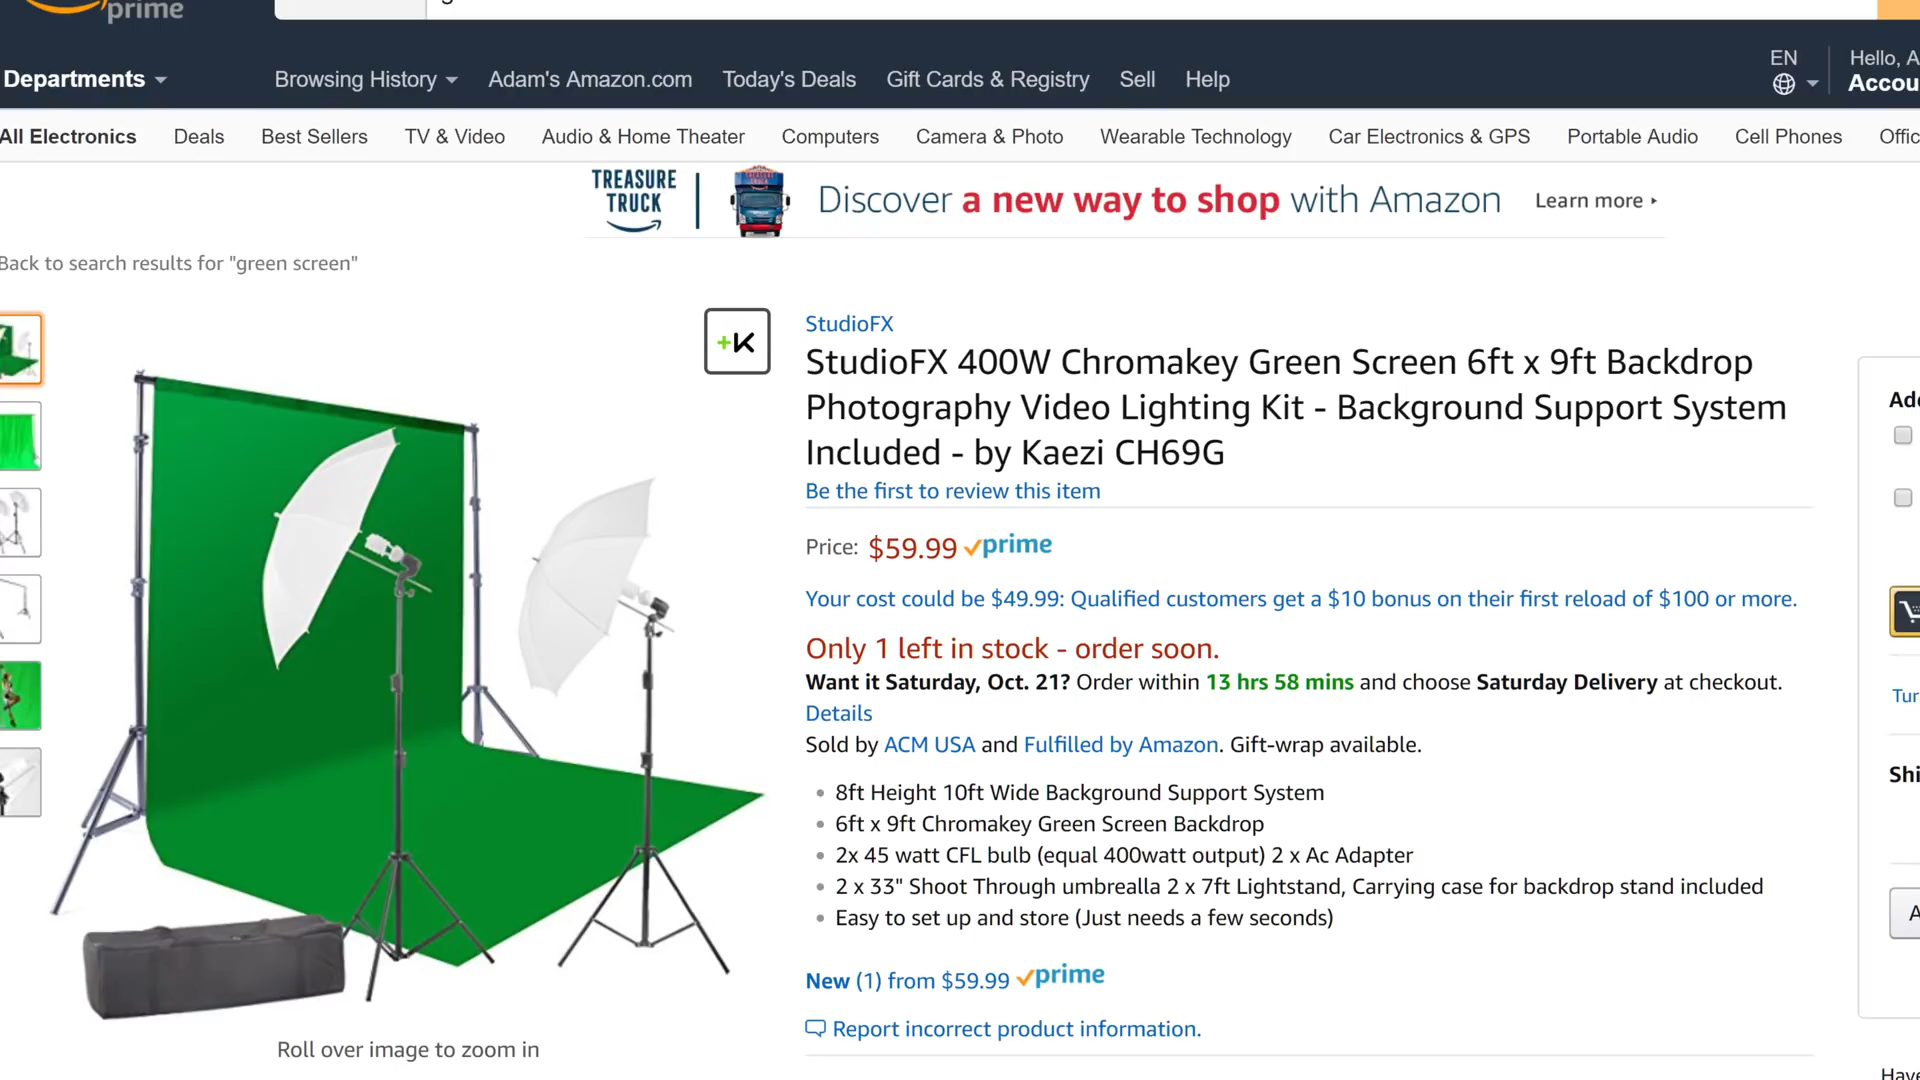 prime
Departments
Browsing History
Adam's Amazon.com
Today's Deals
Gift Cards & Registry
Sell
Help
EN
Hello, A
Accou
All Electronics
Deals
Best Sellers
TV & Video
Audio & Home Theater
Computers
Camera & Photo
Wearable Technology
Car Electronics & GPS
Portable Audio
Cell Phones
Offic
TREASURE
TRUCK
Discover a new way to shop with Amazon
Learn more
Back to search results for "green screen"
+K
StudioFX
StudioFX 400W Chromakey Green Screen 6ft x 9ft Backdrop
Photography Video Lighting Kit - Background Support System
Included - by Kaezi CH69G
Be the first to review this item
Price: $59.99 prime
Your cost could be $49.99: Qualified customers get a $10 bonus on their first reload of $100 or more.
Only 1 left in stock - order soon.
Want it Saturday, Oct. 21? Order within 13 hrs 58 mins and choose Saturday Delivery at checkout.
Details
Sold by ACM USA and Fulfilled by Amazon. Gift-wrap available.
8ft Height 10ft Wide Background Support System
6ft x 9ft Chromakey Green Screen Backdrop
2x 45 watt CFL bulb (equal 400watt output) 2 x Ac Adapter
2 x 33" Shoot Through umbrealla 2 x 7ft Lightstand, Carrying case for backdrop stand included
Easy to set up and store (Just needs a few seconds)
New (1) from $59.99 prime
Report incorrect product information.
Roll over image to zoom in
Add
Tur
Shi
A
Have